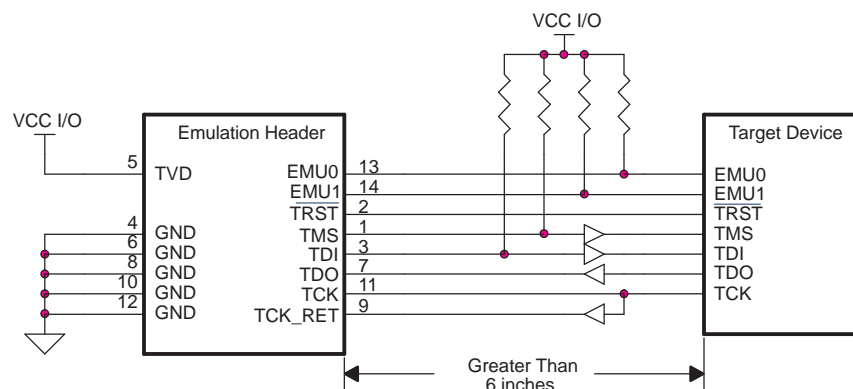 VCC I/O
VCC I/O
Emulation Header
Target Device
5
TVD
EMU0
13
EMU0
EMU1
14
EMU1
TRST
2
TRST
4
GND
TMS
1
TMS
6
GND
TDI
3
TDI
8
GND
TDO
7
TDO
10
GND
TCK
11
TCK
12
GND
TCK_RET
9
Greater Than
6 inches